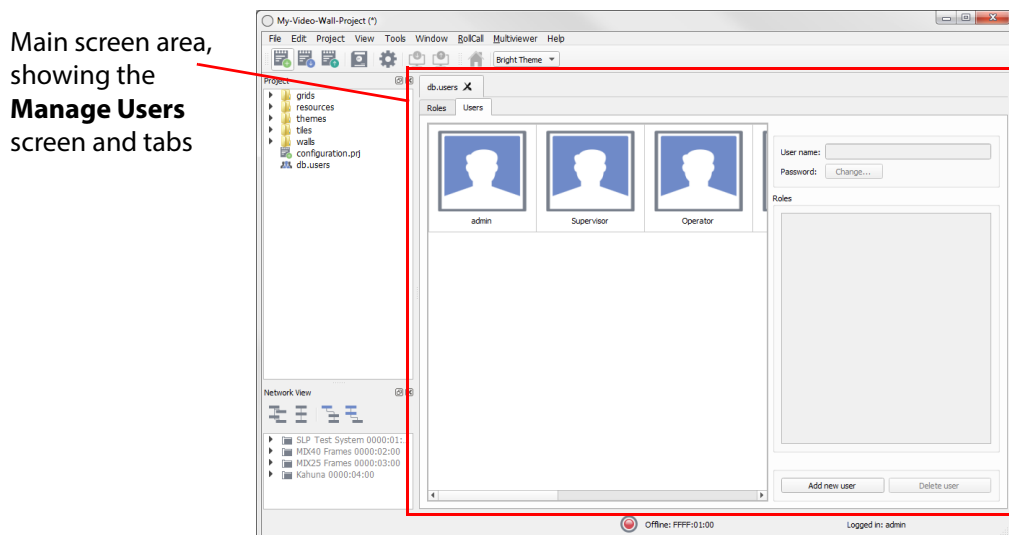 Main screen area,
showing the
Manage Users
screen and tabs
My-Video-Wall-Project (*)
File Edit Project View Tools Window RollCall Multiviewer Help
Bright Theme
Project
grids
resources
themes
tiles
walls
configuration.prj
db.users
db.users
Roles Users
admin Supervisor Operator
User name:
Password: Change...
Roles
Add new user Delete user
Network View
SLP Test System 0000:01:..
MIX40 Frames 0000:02:00
MIX25 Frames 0000:03:00
Kahuna 0000:04:00
Offline: FFFF:01:00 Logged in: admin